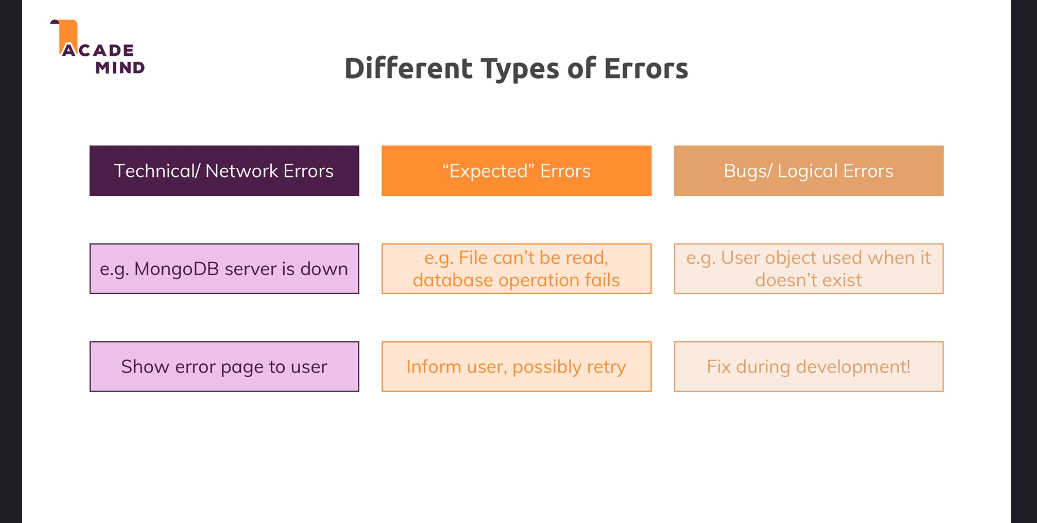 ACADE
MIND
Different Types of Errors
Technical/ Network Errors
“Expected” Errors
Bugs/ Logical Errors
e.g. MongoDB server is down
e.g. File can’t be read,
database operation fails
e.g. User object used when it
doesn’t exist
Show error page to user
Inform user, possibly retry
Fix during development!